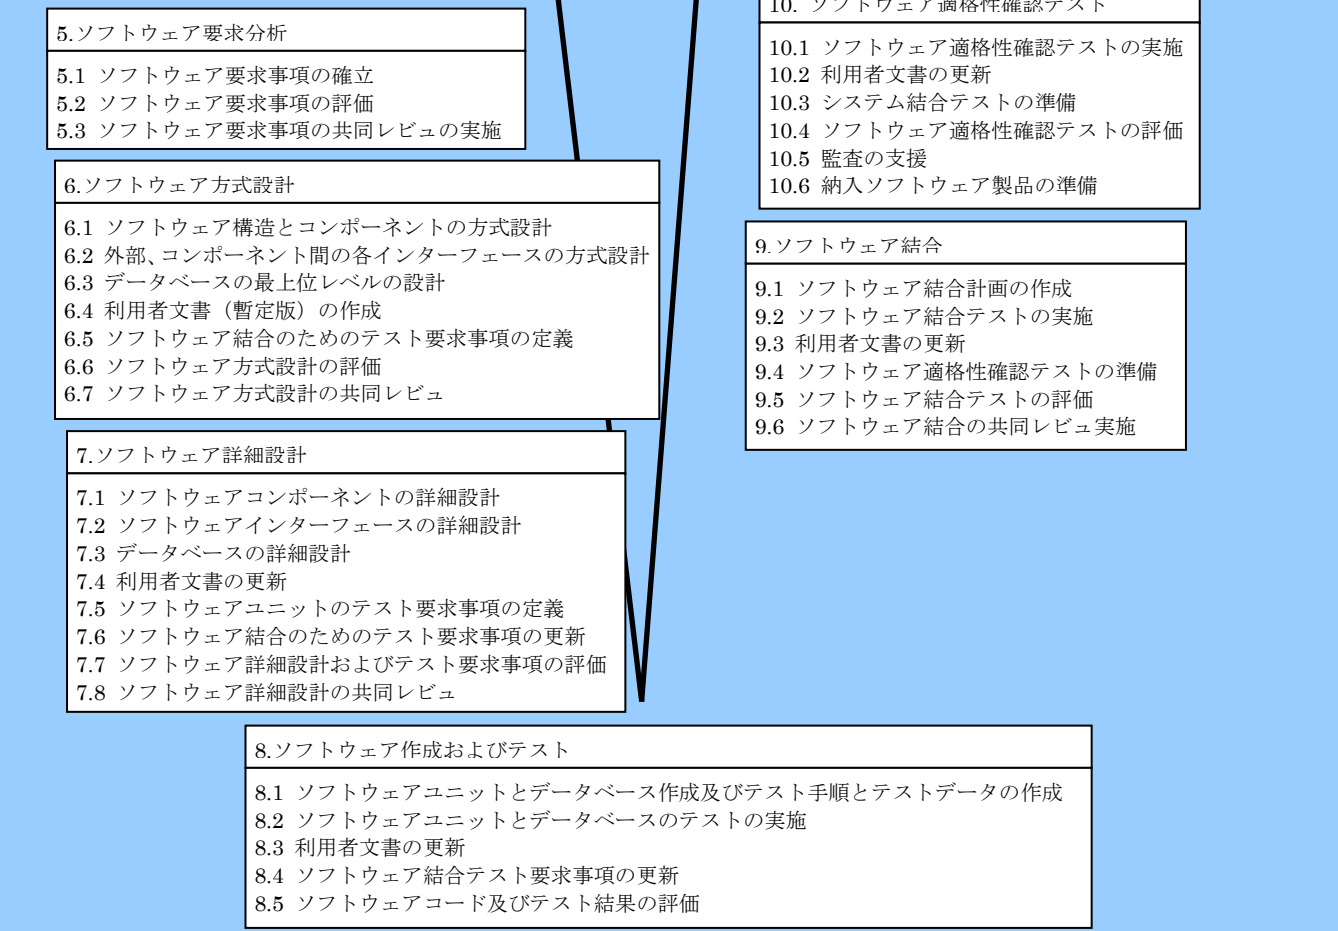 5.ソフトウェア要求分析
5.1 ソフトウェア要求事項の確立
5.2 ソフトウェア要求事項の評価
5.3 ソフトウェア要求事項の共同レビュの実施
6.ソフトウェア方式設計
6.1 ソフトウェア構造とコンポーネントの方式設計
6.2 外部、コンポーネント間の各インターフェースの方式設計
6.3 データベースの最上位レベルの設計
6.4 利用者文書（暫定版）の作成
6.5 ソフトウェア結合のためのテスト要求事項の定義
6.6 ソフトウェア方式設計の評価
6.7 ソフトウェア方式設計の共同レビュ
7.ソフトウェア詳細設計
7.1 ソフトウェアコンポーネントの詳細設計
7.2 ソフトウェアインターフェースの詳細設計
7.3 データベースの詳細設計
7.4 利用者文書の更新
7.5 ソフトウェアユニットのテスト要求事項の定義
7.6 ソフトウェア結合のためのテスト要求事項の更新
7.7 ソフトウェア詳細設計およびテスト要求事項の評価
7.8 ソフトウェア詳細設計の共同レビュ
8.ソフトウェア作成およびテスト
8.1 ソフトウェアユニットとデータベース作成及びテスト手順とテストデータの作成
8.2 ソフトウェアユニットとデータベースのテストの実施
8.3 利用者文書の更新
8.4 ソフトウェア結合テスト要求事項の更新
8.5 ソフトウェアコード及びテスト結果の評価
9.ソフトウェア結合
9.1 ソフトウェア結合計画の作成
9.2 ソフトウェア結合テストの実施
9.3 利用者文書の更新
9.4 ソフトウェア適格性確認テストの準備
9.5 ソフトウェア結合テストの評価
9.6 ソフトウェア結合の共同レビュ実施
10. ソフトウェア適格性確認テスト
10.1 ソフトウェア適格性確認テストの実施
10.2 利用者文書の更新
10.3 システム結合テストの準備
10.4 ソフトウェア適格性確認テストの評価
10.5 監査の支援
10.6 納入ソフトウェア製品の準備